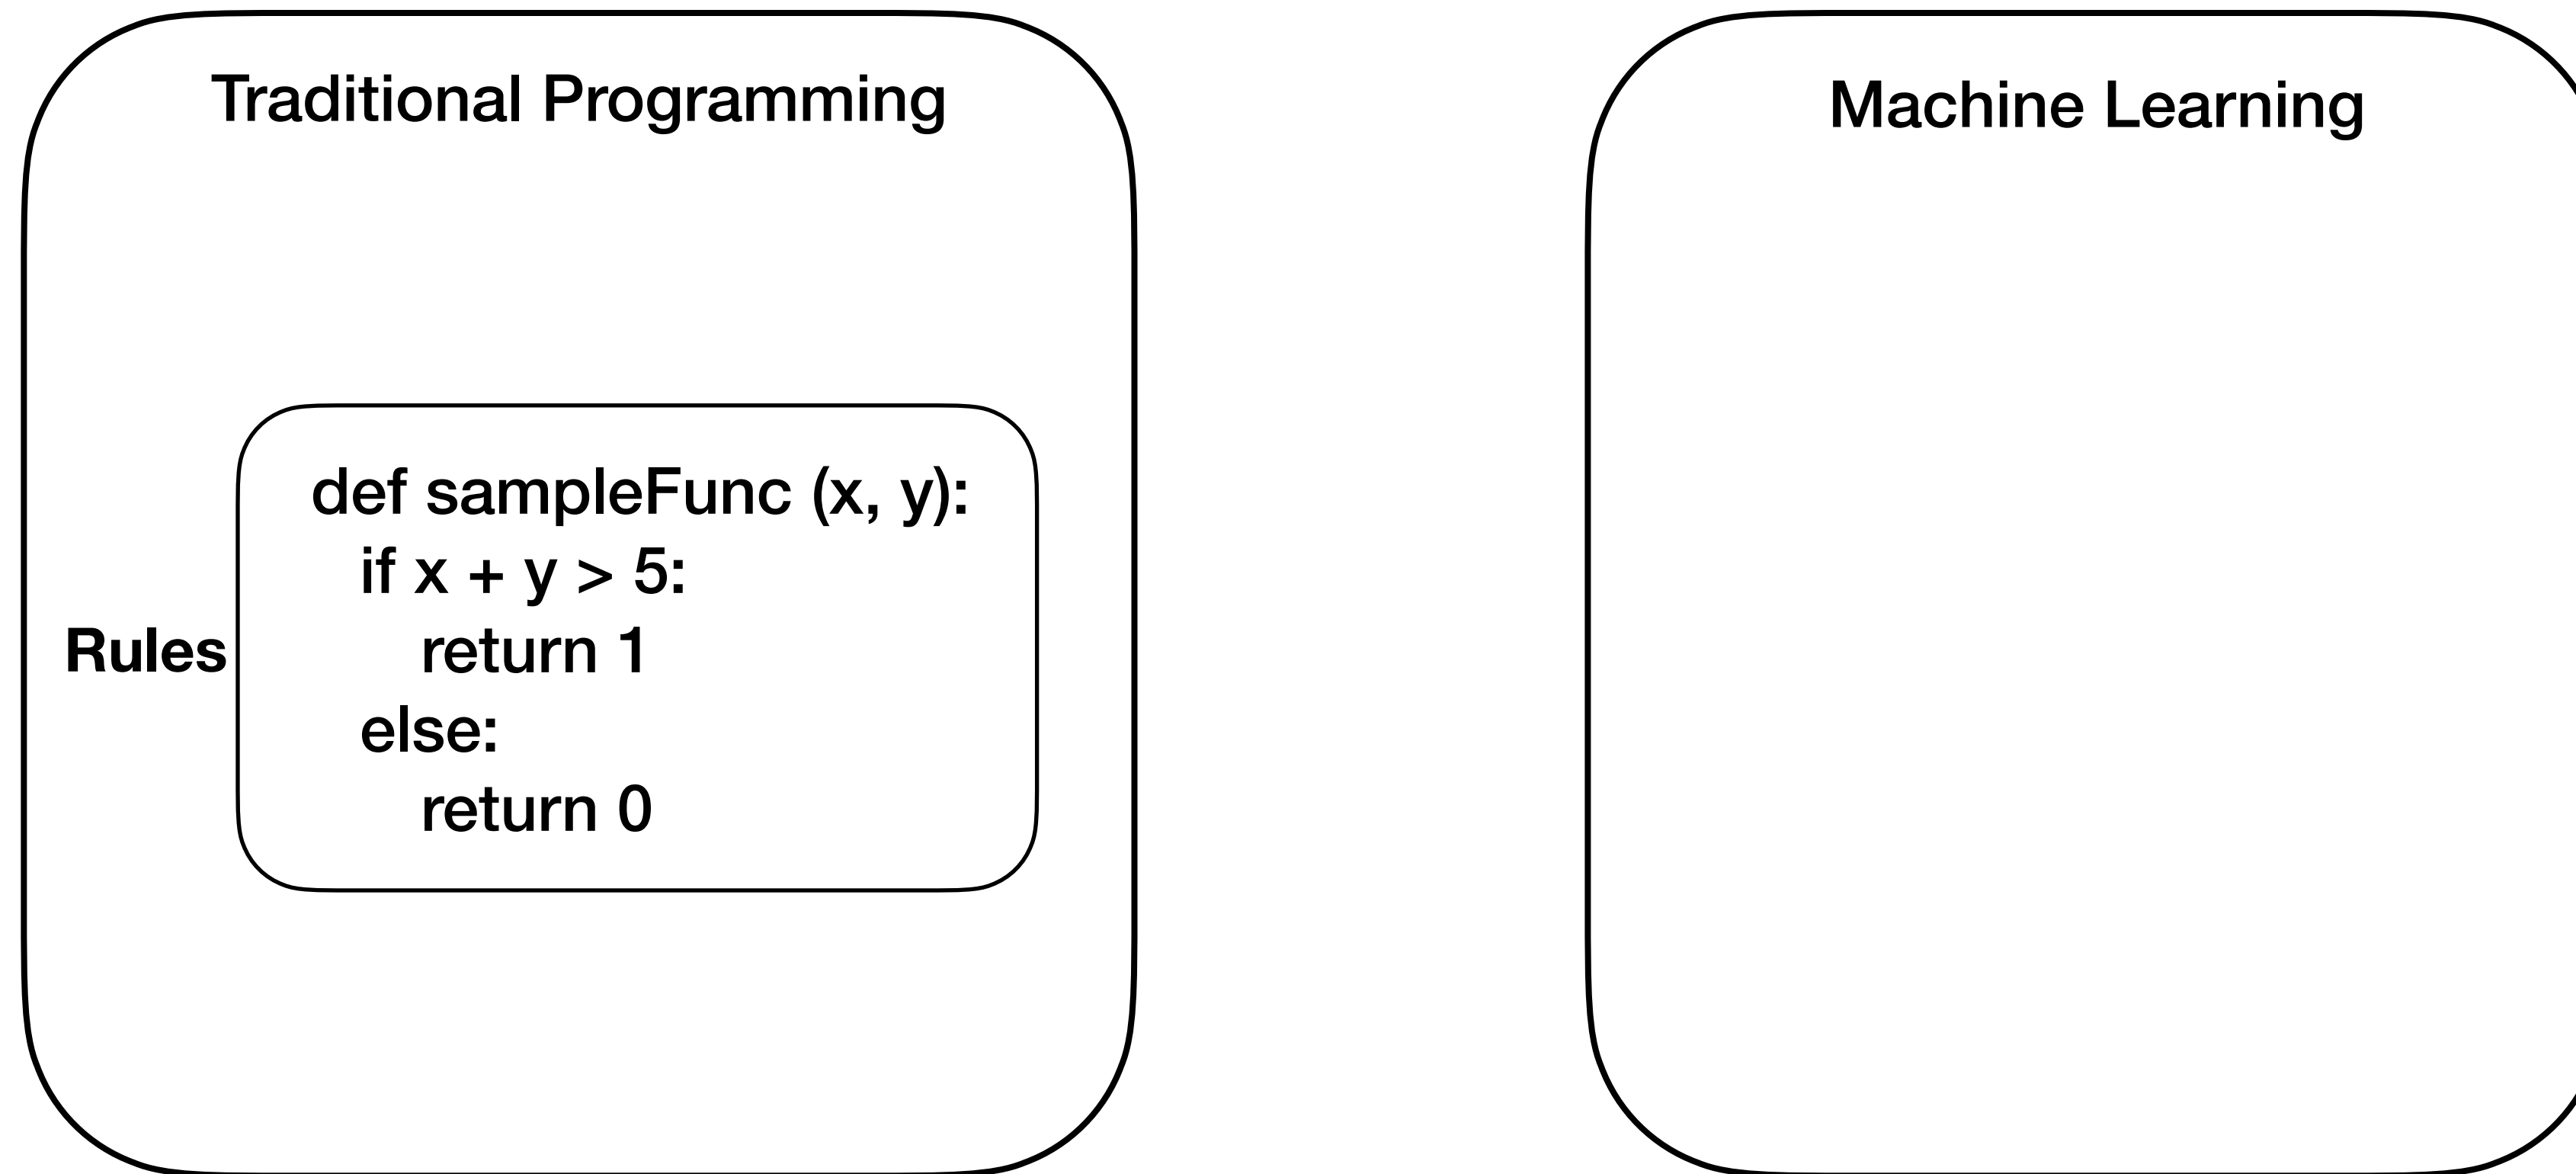 Traditional Programming
Rules
def sampleFunc (x, y):
if x + y > 5:
return 1
else:
return 0
Machine Learning